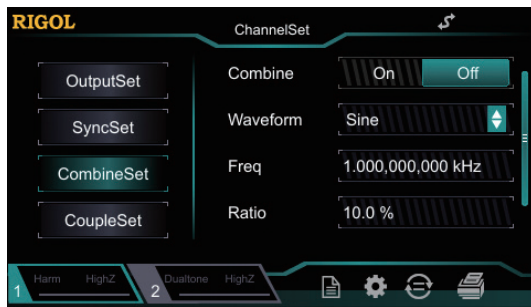 RIGOL
ChannelSet
OutputSet
SyncSet
CombineSet
CoupleSet
Combine On Off
Waveform Sine
Freq 1.000,000,000 kHz
Ratio 10.0 %
1 Harm HighZ
2 Dualtone HighZ